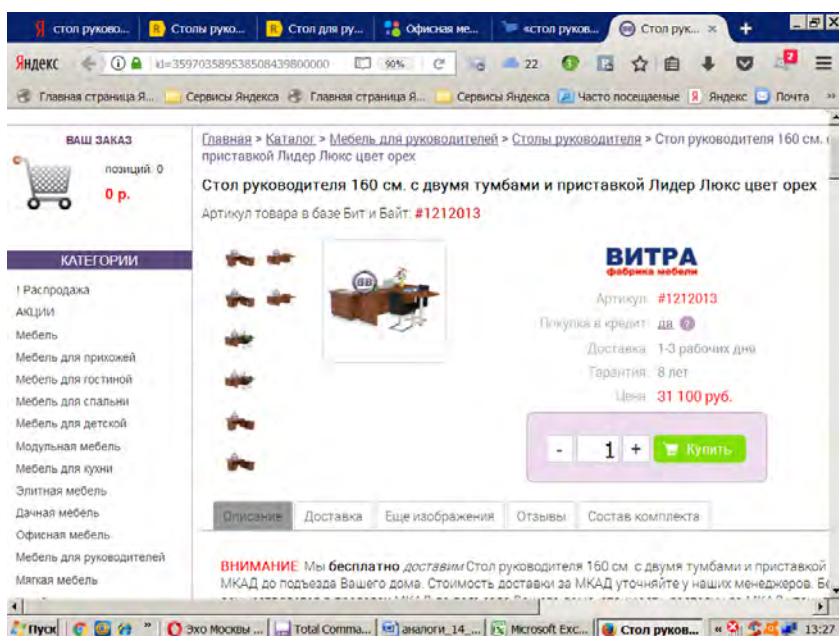 стол руково...
Столы руко...
Стол для ру...
Офисная ме...
«стол руков...
Стол рук...
Яндекс
id=359703589538508439800000
90%
22
2
Главная страница Я...
Сервисы Яндекса
Главная страница Я...
Сервисы Яндекса
Часто посещаемые
Яндекс
Почта
ВАШ ЗАКАЗ
позиций: 0
0 р.
Главная > Каталог > Мебель для руководителей > Столы руководителя > Стол руководителя 160 см.
приставкой Лидер Люкс цвет орех
Стол руководителя 160 см. с двумя тумбами и приставкой Лидер Люкс цвет орех
Артикул товара в базе Бит и Байт: #1212013
КАТЕГОРИИ
! Распродажа
АКЦИИ
Мебель
Мебель для прихожей
Мебель для гостиной
Мебель для спальни
Мебель для детской
Модульная мебель
Мебель для кухни
Элитная мебель
Дачная мебель
Офисная мебель
Мебель для руководителей
Мягкая мебель
ВИТРА
фабрика мебели
Артикул: #1212013
Покупка в кредит: да
Доставка: 1-3 рабочих дня
Гарантия: 8 лет
Цена: 31 100 руб.
- 1 + Купить
Описание
Доставка
Еще изображения
Отзывы
Состав комплекта
ВНИМАНИЕ Мы бесплатно доставим Стол руководителя 160 см. с двумя тумбами и приставкой
МКАД до подъезда Вашего дома. Стоимость доставки за МКАД уточняйте у наших менеджеров.
Пуск
Эхо Москвы ...
Total Comma...
аналоги_14_...
Microsoft Exc...
Стол руков...
13:27